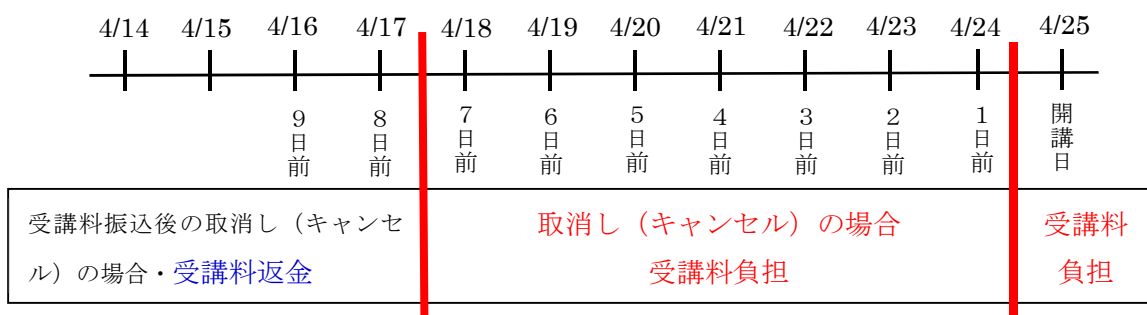 4/14 4/15 4/16 4/17 4/18 4/19 4/20 4/21 4/22 4/23 4/24 4/25
9日前 8日前 7日前 6日前 5日前 4日前 3日前 2日前 1日前 開講日
受講料振込後の取消し（キャンセ
ル）の場合・受講料返金
取消し（キャンセル）の場合
受講料負担
受講料
負担